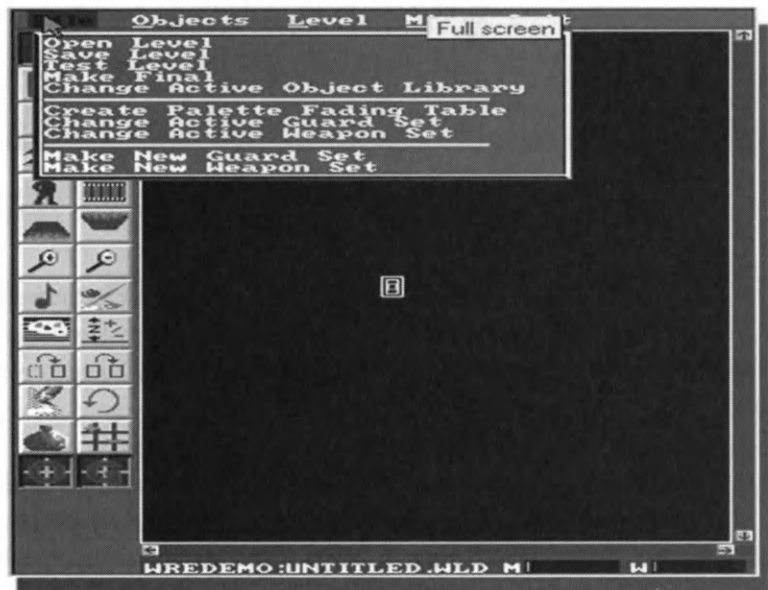 Objects Level
Full screen
Open Level
Save Level
Test Level
Make Final
Change Active Object Library
Create Palette Fading Table
Change Active Guard Set
Change Active Weapon Set
Make New Guard Set
Make New Weapon Set
WREDEMO:UNTITLED.WLD M W